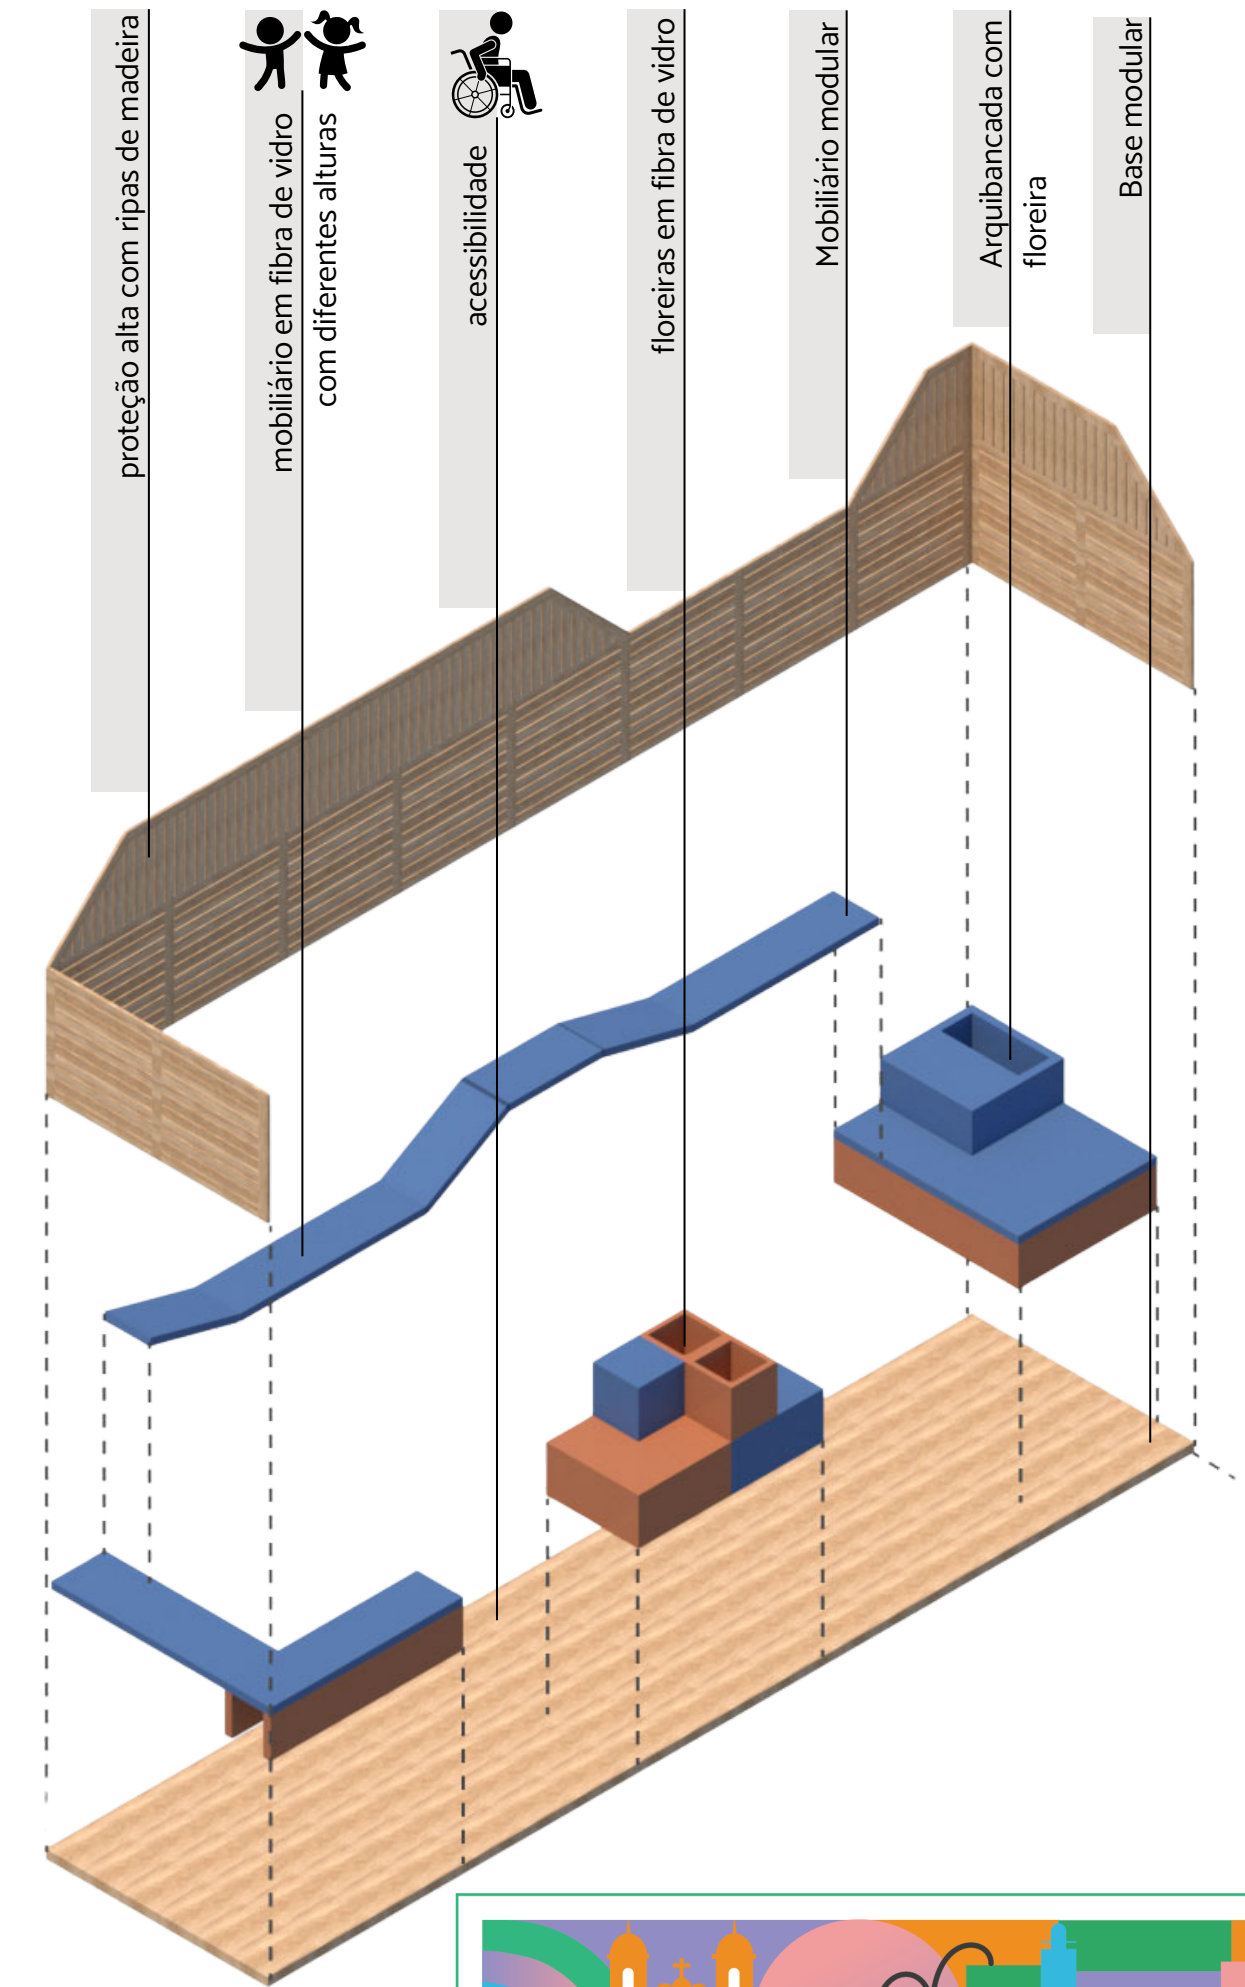 proteção alta com ripas de madeira
mobiliário em fibra de vidro
com diferentes alturas
acessibilidade
floreiras em fibra de vidro
Mobiliário modular
Arquibancada com
floreira
Base modular